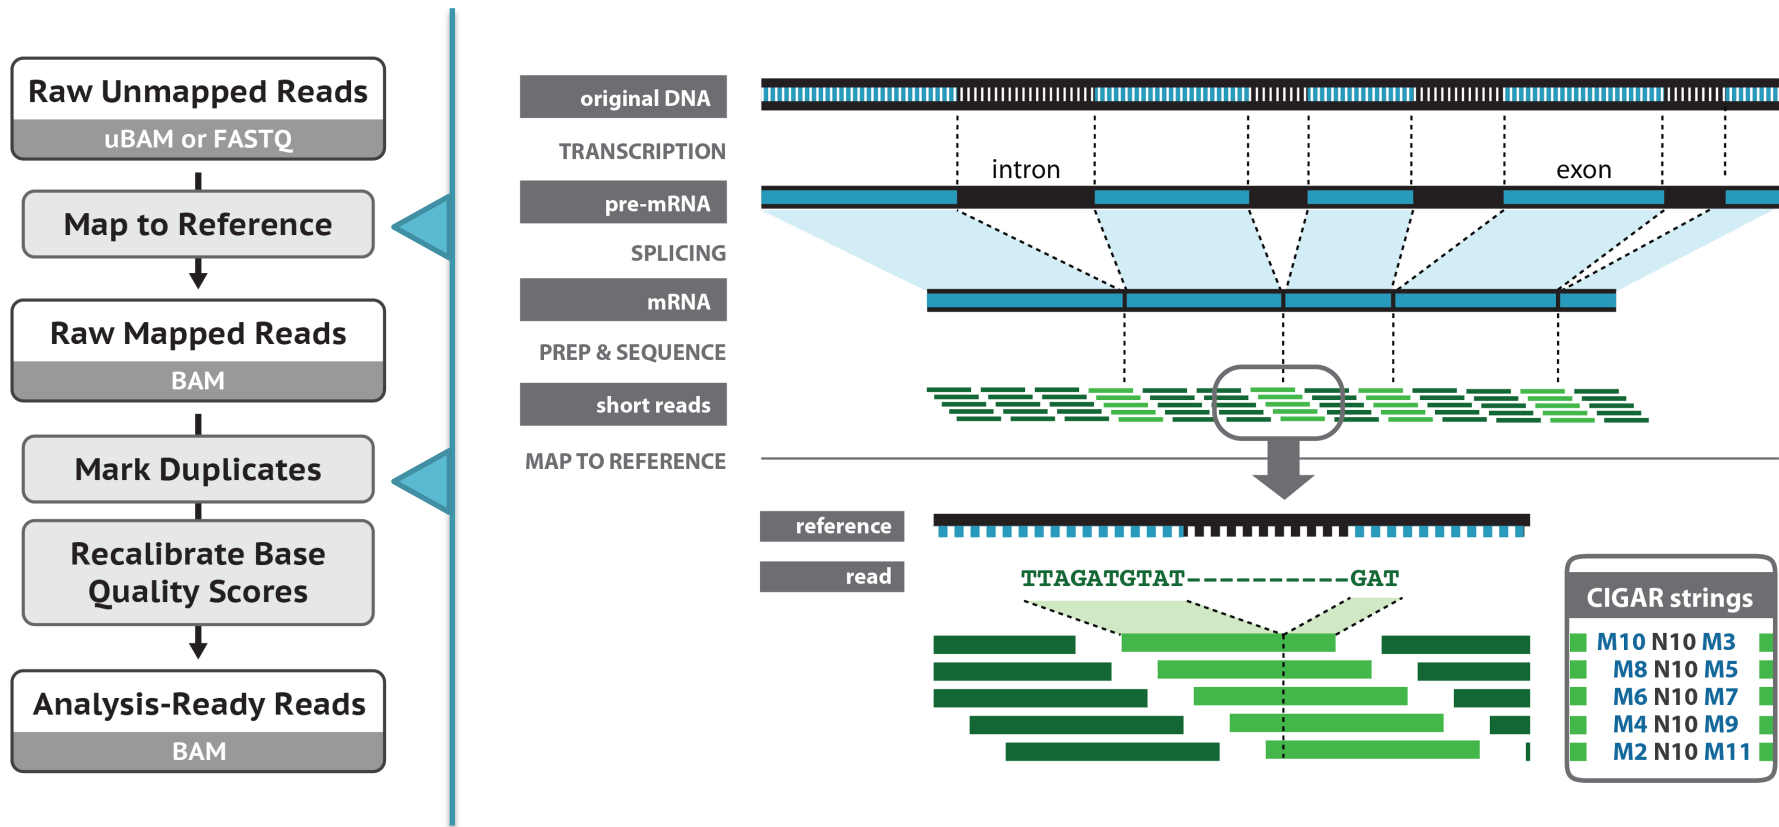 Raw Unmapped Reads
uBAM or FASTQ
Map to Reference
Raw Mapped Reads
BAM
Mark Duplicates
Recalibrate Base
Quality Scores
Analysis-Ready Reads
BAM
original DNA
TRANSCRIPTION
intron
exon
pre-mRNA
SPLICING
mRNA
PREP & SEQUENCE
short reads
MAP TO REFERENCE
reference
read
TTAGATGTAT----------GAT
CIGAR strings
M10 N10 M3
M8 N10 M5
M6 N10 M7
M4 N10 M9
M2 N10 M11